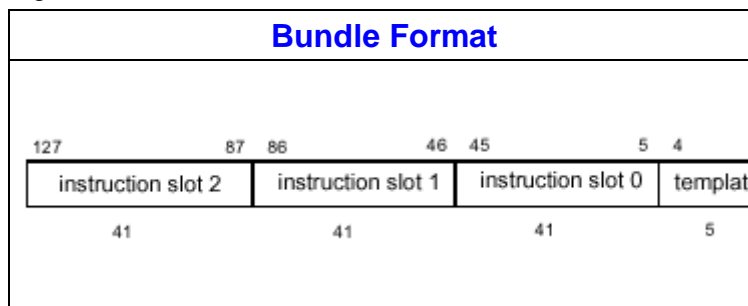 Bundle Format
127 87 86 46 45 5 4
instruction slot 2 instruction slot 1 instruction slot 0 templat
41 41 41 5